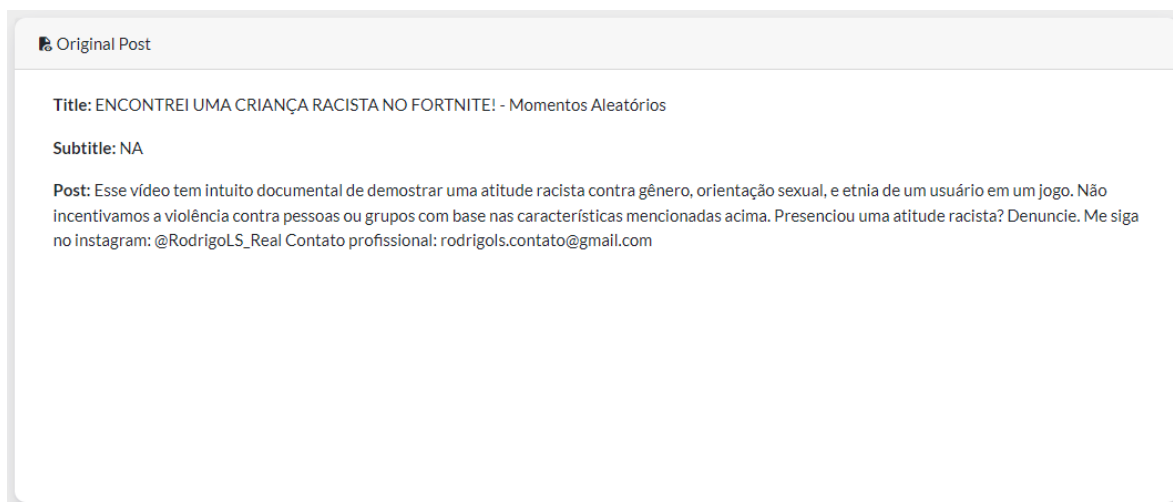 Original Post
Title: ENCONTREI UMA CRIANÇA RACISTA NO FORTNITE! - Momentos Aleatórios
Subtitle: NA
Post: Esse vídeo tem intuito documental de demostrar uma atitude racista contra gênero, orientação sexual, e etnia de um usuário em um jogo. Não
incentivamos a violência contra pessoas ou grupos com base nas características mencionadas acima. Presenciou uma atitude racista? Denuncie. Me siga
no instagram: @RodrigoLS_Real Contato profissional: rodrigols.contato@gmail.com